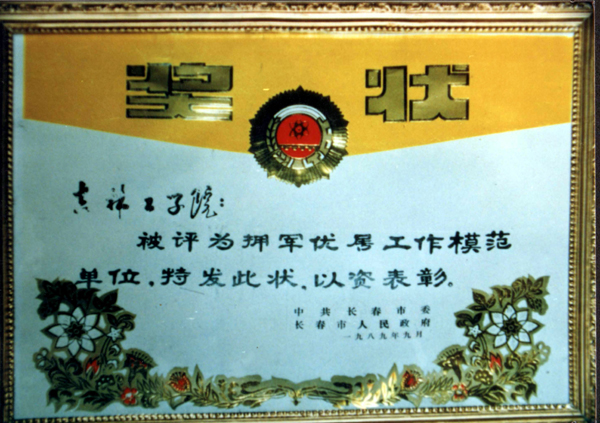 奖状
吉林工学院：
被评为拥军优属工作模范
单位，特发此状，以资表彰。
中共长春市委
长春市人民政府
一九八九年九月